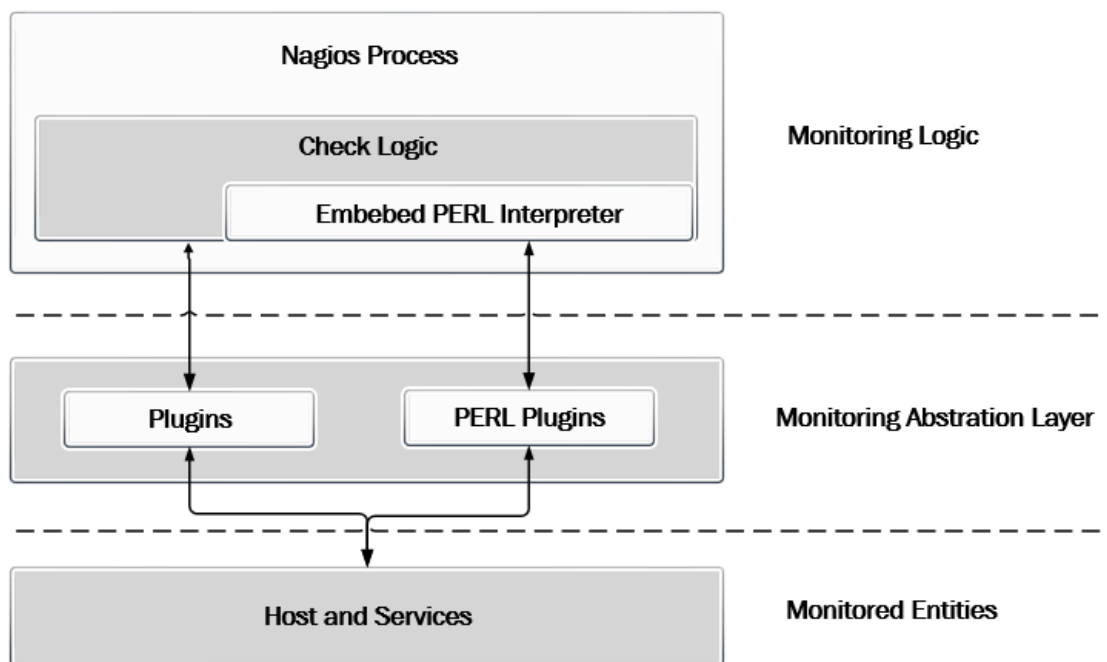 Nagios Process
Check Logic
Monitoring Logic
Embebed PERL Interpreter
Plugins
PERL Plugins
Monitoring Abstration Layer
Host and Services
Monitored Entities